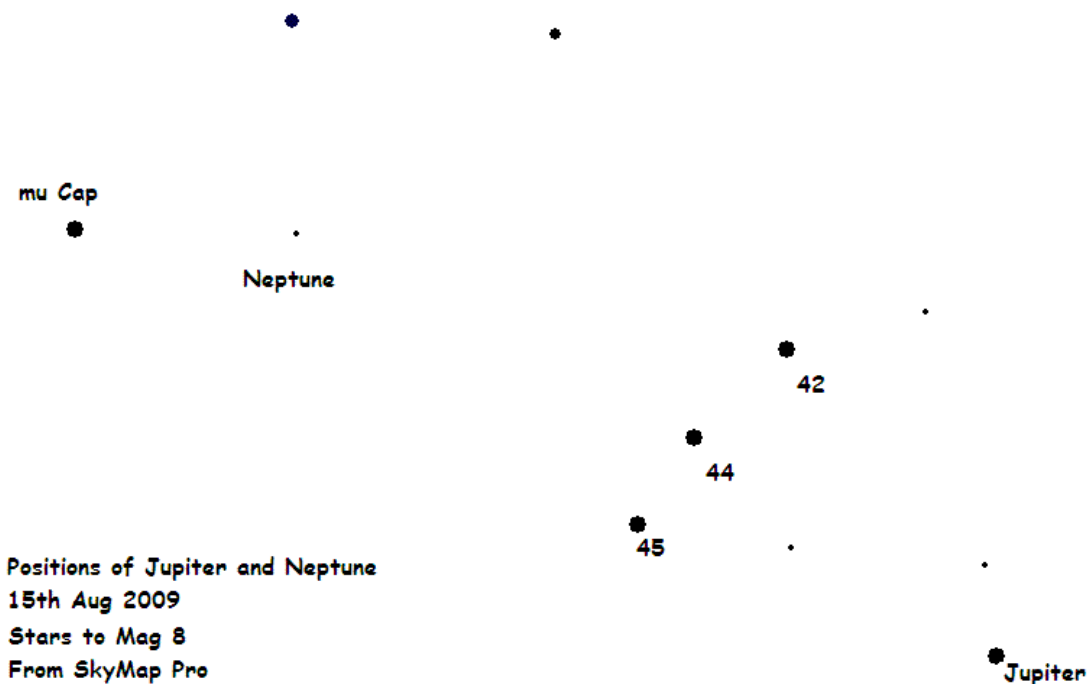 mu Cap
Neptune
42
44
45
Positions of Jupiter and Neptune
15th Aug 2009
Stars to Mag 8
From SkyMap Pro
Jupiter